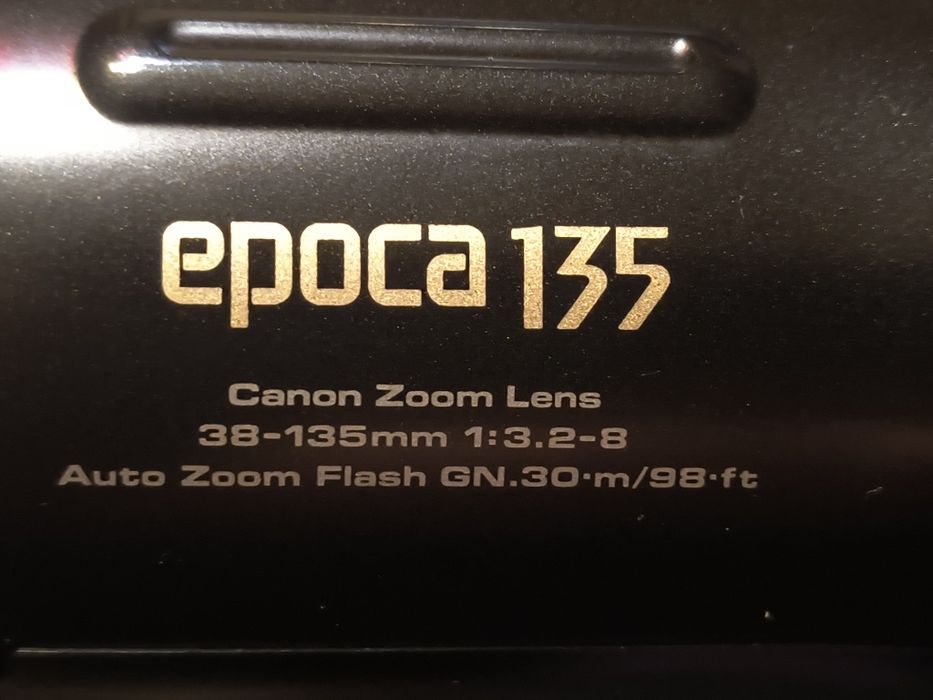 epoca 135
Canon Zoom Lens
38-135mm 1:3.2-8
Auto Zoom Flash GN.30·m/98·ft